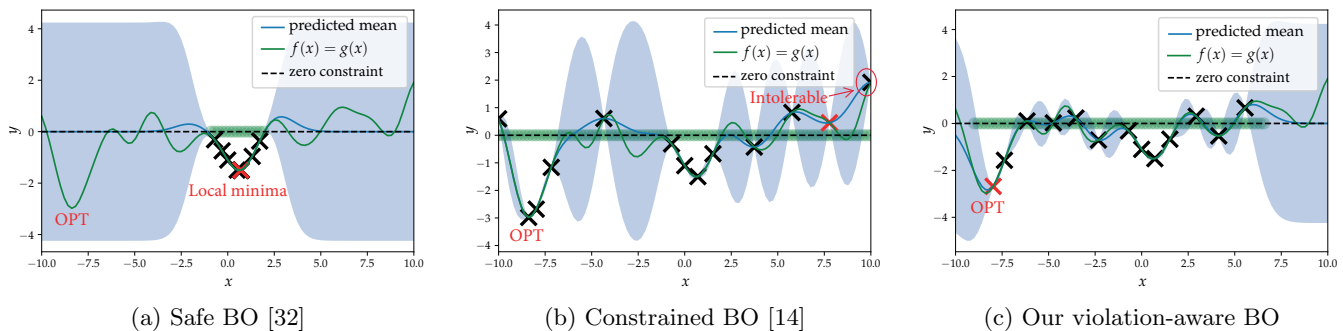 predicted mean
f(x) = g(x)
zero constraint
4
2
0
−2
−4
y
Local minima
OPT
−10.0 −7.5 −5.0 −2.5 0.0 2.5 5.0 7.5 10.0
x
(a) Safe BO [32]
predicted mean
f(x) = g(x)
zero constraint
4
3
2
1
0
−1
−2
−3
−4
y
Intolerable
OPT
−10.0 −7.5 −5.0 −2.5 0.0 2.5 5.0 7.5 10.0
x
(b) Constrained BO [14]
predicted mean
f(x) = g(x)
zero constraint
4
2
0
−2
−4
y
OPT
−10.0 −7.5 −5.0 −2.5 0.0 2.5 5.0 7.5 10.0
x
(c) Our violation-aware BO